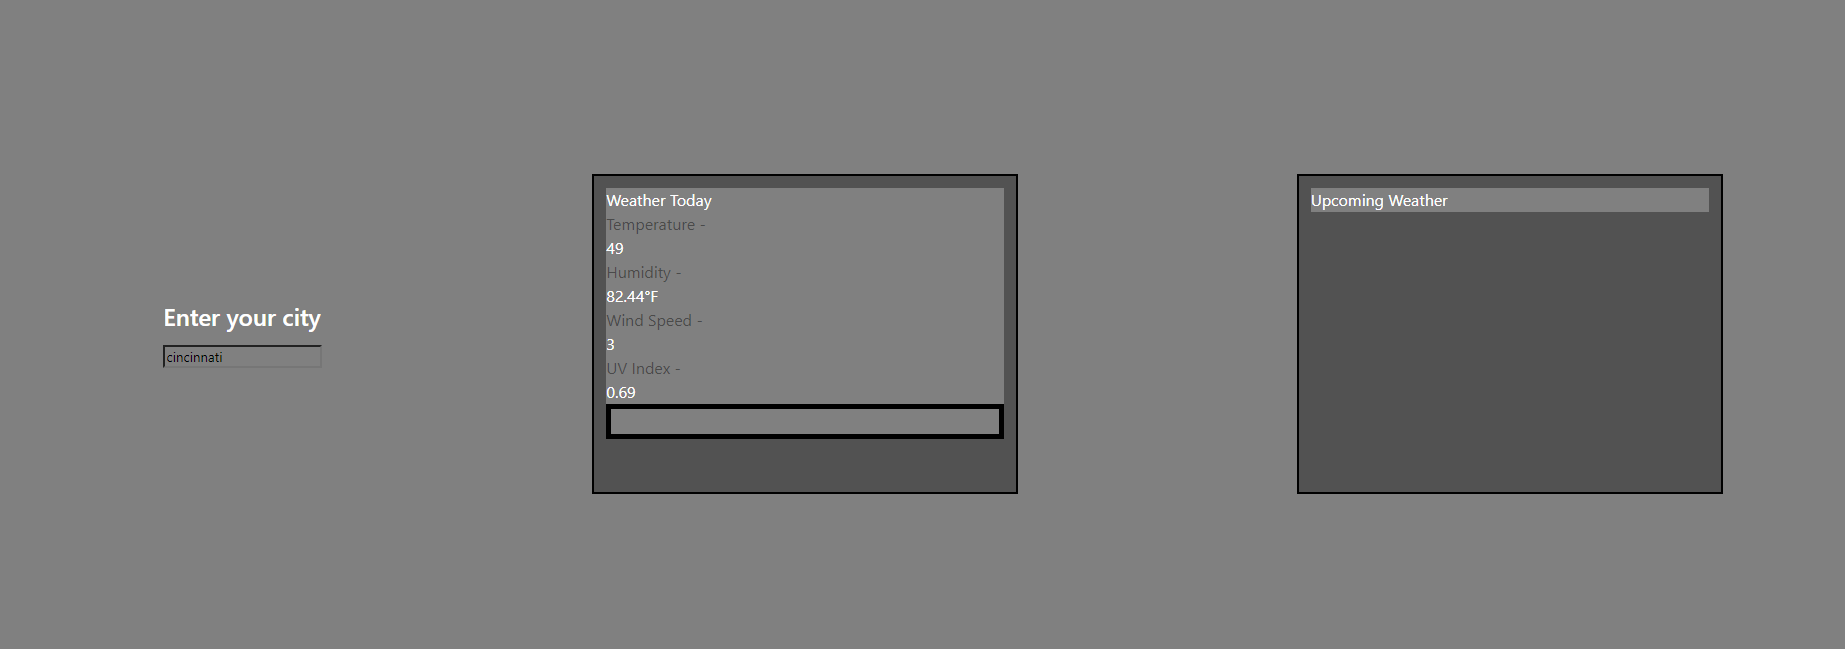 Enter your city
cincinnati
Weather Today
Temperature -
49
Humidity -
82.44°F
Wind Speed -
3
UV Index -
0.69
Upcoming Weather